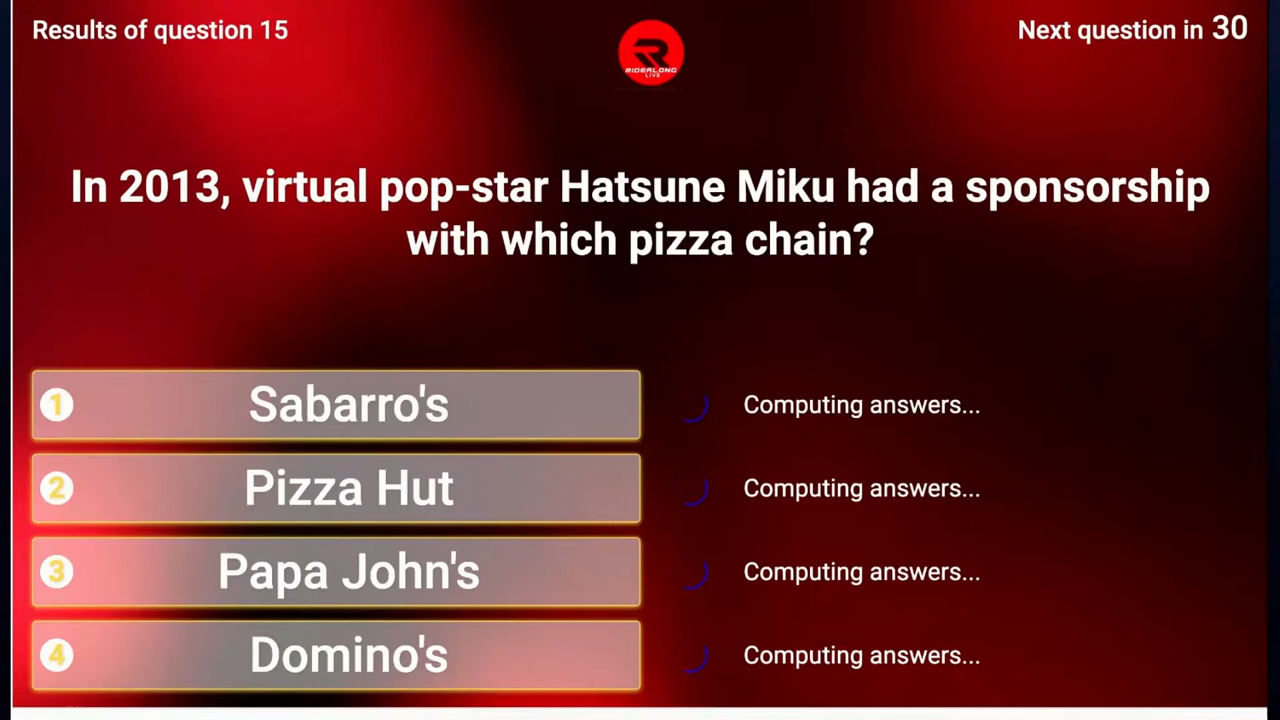 Results of question 15
RIDEALONG
LIVE
Next question in 30
In 2013, virtual pop-star Hatsune Miku had a sponsorship
with which pizza chain?
1 Sabarro's
Computing answers...
2 Pizza Hut
Computing answers...
3 Papa John's
Computing answers...
4 Domino's
Computing answers...